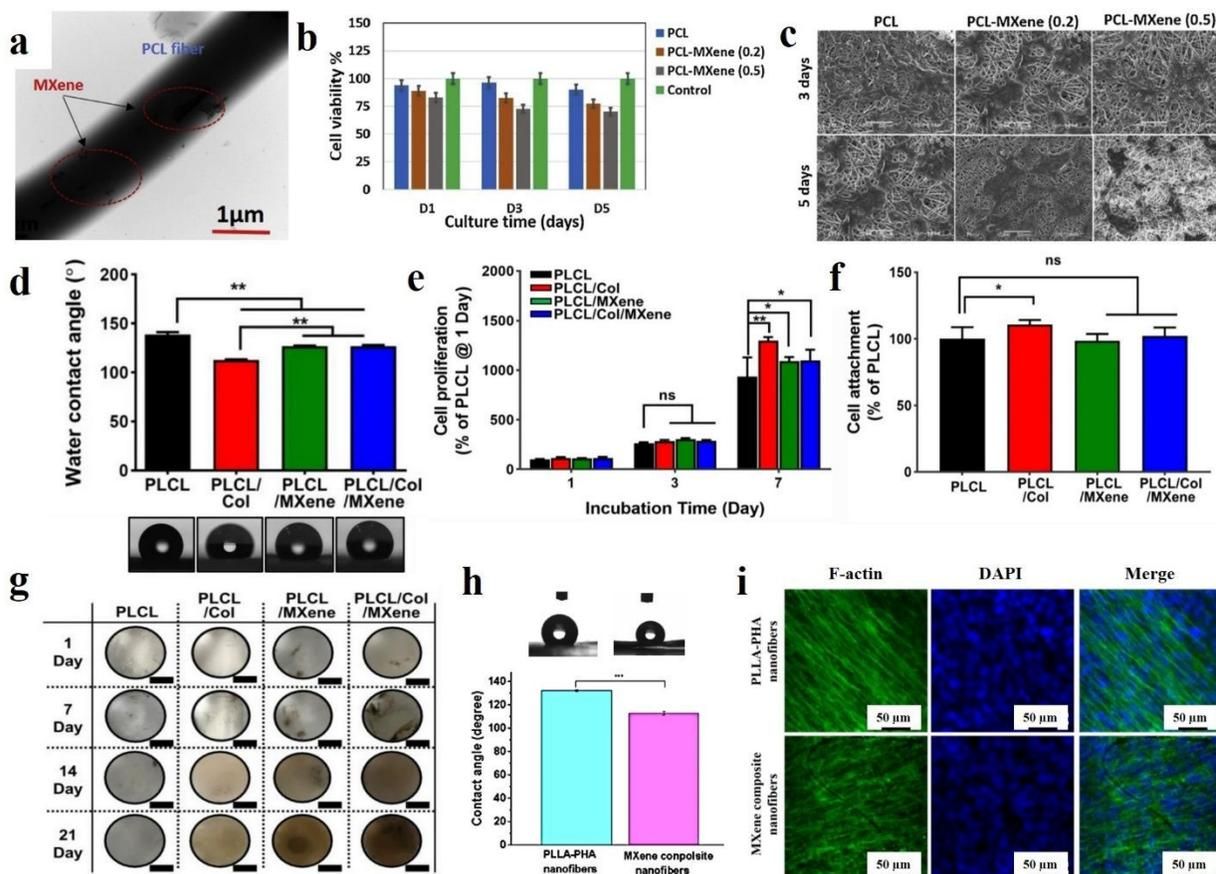 a
PCL fiber
MXene
1µm
b
Cell viability %
125
100
75
50
25
0
PCL
PCL-MXene (0.2)
PCL-MXene (0.5)
Control
D1
D3
D5
Culture time (days)
c
PCL
PCL-MXene (0.2)
PCL-MXene (0.5)
3 days
5 days
d
Water contact angle (°)
200
150
100
50
0
**
**
PLCL
PLCL/
Col
PLCL
/MXene
PLCL/Col
/MXene
e
Cell proliferation
(% of PLCL @ 1 Day)
2000
1500
1000
500
0
PLCL
PLCL/Col
PLCL/MXene
PLCL/Col/MXene
ns
*
*
**
1
3
7
Incubation Time (Day)
f
Cell attachment
(% of PLCL)
150
100
50
0
ns
*
PLCL
PLCL
/Col
PLCL
/MXene
PLCL/Col
/MXene
g
PLCL
PLCL
/Col
PLCL
/MXene
PLCL/Col
/MXene
1
Day
7
Day
14
Day
21
Day
h
Contact angle (degree)
140
120
100
80
60
40
20
0
***
PLLA-PHA
nanofibers
MXene conpolsite
nanofibers
i
F-actin
DAPI
Merge
PLLA-PHA
nanofibers
50 µm
50 µm
50 µm
MXene composite
nanofibers
50 µm
50 µm
50 µm